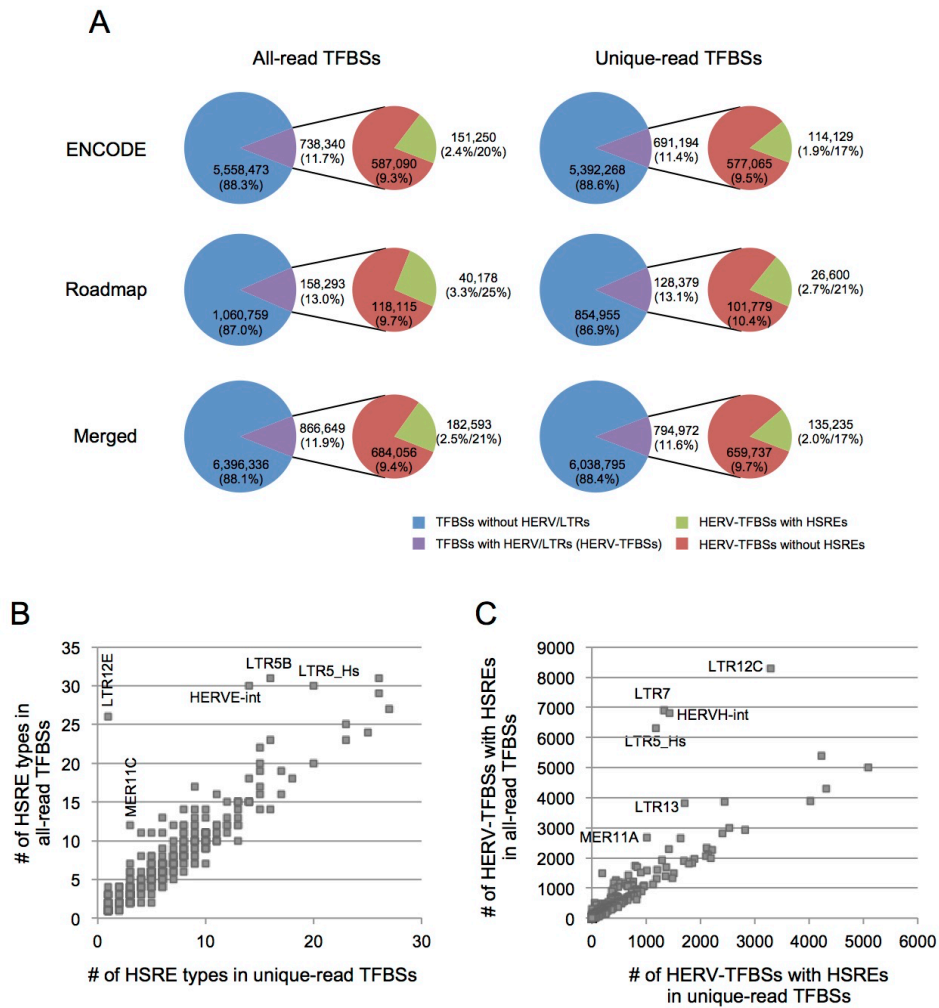 A
All-read TFBSs
Unique-read TFBSs
ENCODE
5,558,473
(88.3%)
738,340
(11.7%)
587,090
(9.3%)
151,250
(2.4%/20%)
5,392,268
(88.6%)
691,194
(11.4%)
577,065
(9.5%)
114,129
(1.9%/17%)
Roadmap
1,060,759
(87.0%)
158,293
(13.0%)
118,115
(9.7%)
40,178
(3.3%/25%)
854,955
(86.9%)
128,379
(13.1%)
101,779
(10.4%)
26,600
(2.7%/21%)
Merged
6,396,336
(88.1%)
866,649
(11.9%)
684,056
(9.4%)
182,593
(2.5%/21%)
6,038,795
(88.4%)
794,972
(11.6%)
659,737
(9.7%)
135,235
(2.0%/17%)
TFBSs without HERV/LTRs
HERV-TFBSs with HSREs
TFBSs with HERV/LTRs (HERV-TFBSs)
HERV-TFBSs without HSREs
B
# of HSRE types in
all-read TFBSs
35
30
25
20
15
10
5
0
LTR12E
MER11C
LTR5B
LTR5_Hs
HERVE-int
0
10
20
30
# of HSRE types in unique-read TFBSs
C
# of HERV-TFBSs with HSREs
in all-read TFBSs
9000
8000
7000
6000
5000
4000
3000
2000
1000
0
LTR12C
LTR7
HERVH-int
LTR5_Hs
LTR13
MER11A
0
1000
2000
3000
4000
5000
6000
# of HERV-TFBSs with HSREs
in unique-read TFBSs